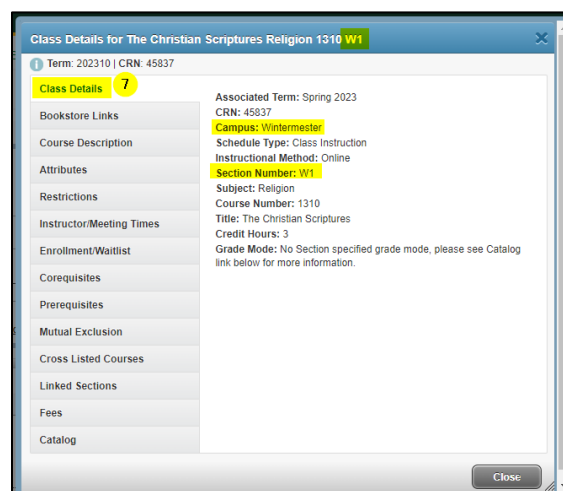 Class Details for The Christian Scriptures Religion 1310 W1
Term: 202310 | CRN: 45837
Class Details 7
Bookstore Links
Course Description
Attributes
Restrictions
Instructor/Meeting Times
Enrollment/Waitlist
Corequisites
Prerequisites
Mutual Exclusion
Cross Listed Courses
Linked Sections
Fees
Catalog
Associated Term: Spring 2023
CRN: 45837
Campus: Wintermester
Schedule Type: Class Instruction
Instructional Method: Online
Section Number: W1
Subject: Religion
Course Number: 1310
Title: The Christian Scriptures
Credit Hours: 3
Grade Mode: No Section specified grade mode, please see Catalog
link below for more information.
Close